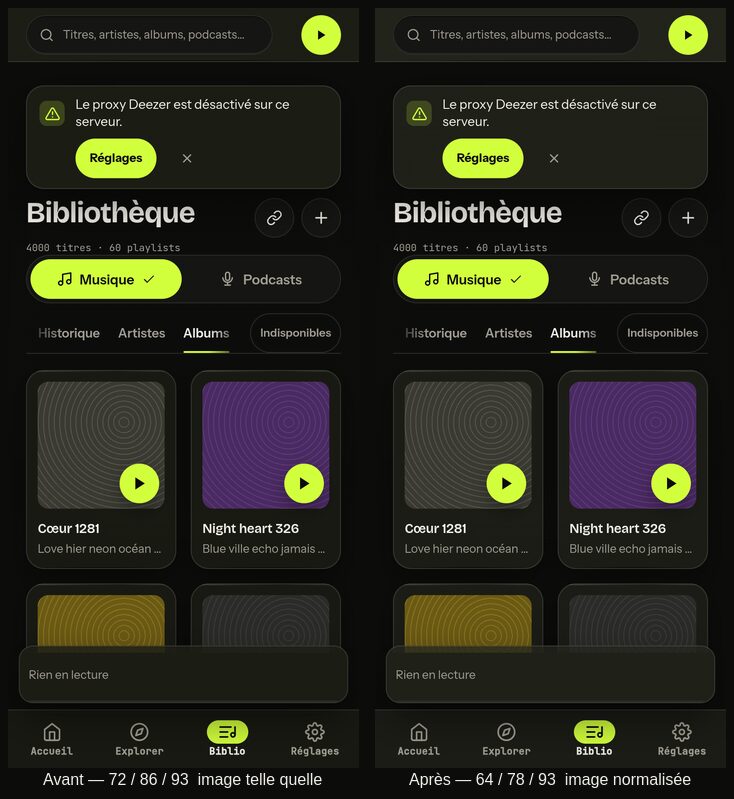 Titres, artistes, albums, podcasts...
Le proxy Deezer est désactivé sur ce
serveur.
Réglages
Bibliothèque
4000 titres · 60 playlists
Musique
Podcasts
Historique Artistes Albums Indisponibles
Cœur 1281
Night heart 326
Love hier neon océan ...
Blue ville echo jamais ...
Rien en lecture
Accueil Explorer Biblio Réglages
Avant — 72 / 86 / 93 image telle quelle
Titres, artistes, albums, podcasts...
Le proxy Deezer est désactivé sur ce
serveur.
Réglages
Bibliothèque
4000 titres · 60 playlists
Musique
Podcasts
Historique Artistes Albums Indisponibles
Cœur 1281
Night heart 326
Love hier neon océan ...
Blue ville echo jamais ...
Rien en lecture
Accueil Explorer Biblio Réglages
Après — 64 / 78 / 93 image normalisée